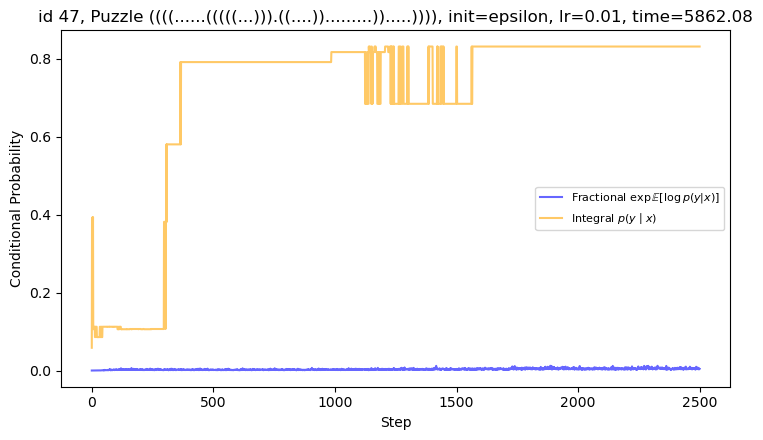 id 47, Puzzle ((((......(((((...))).((....)).........)).....)))), init=epsilon, lr=0.01, time=5862.08
Conditional Probability
0.8
0.6
0.4
0.2
0.0
Fractional exp𝔼[log p(y|x)]
Integral p(y | x)
0 500 1000 1500 2000 2500
Step